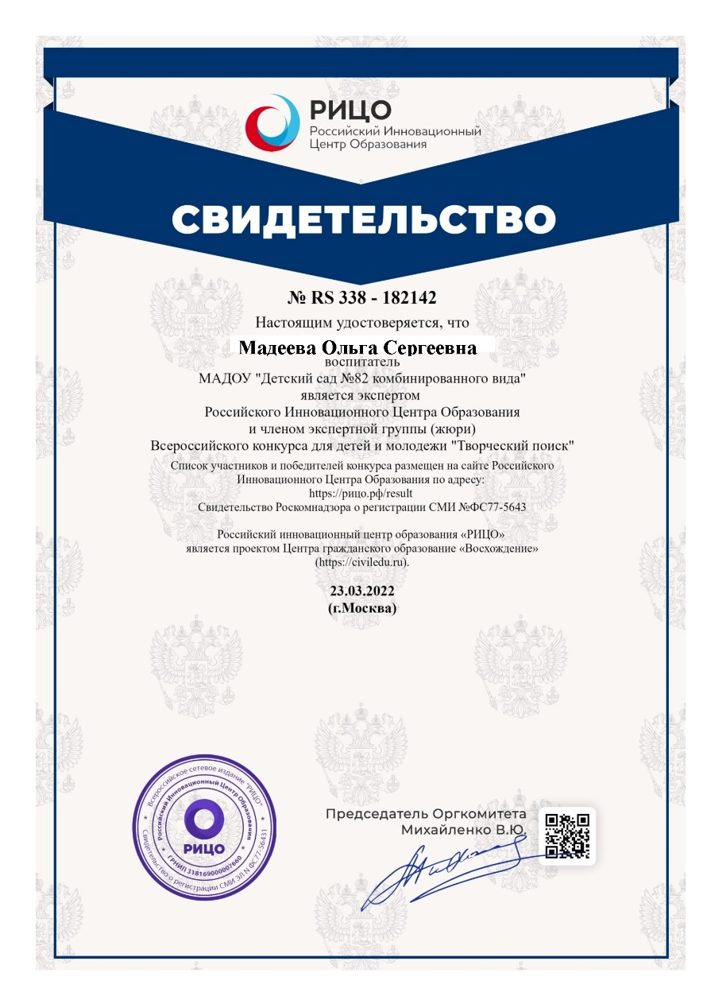 РИЦО
Российский Инновационный
Центр Образования
СВИДЕТЕЛЬСТВО
№ RS 338 - 182142
Настоящим удостоверяется, что
Мадеева Ольга Сергеевна
воспитатель
МАДОУ "Детский сад №82 комбинированного вида"
является экспертом
Российского Инновационного Центра Образования
и членом экспертной группы (жюри)
Всероссийского конкурса для детей и молодежи "Творческий поиск"
Список участников и победителей конкурса размещен на сайте Российского
Инновационного Центра Образования по адресу:
https://рицо.рф/result
Свидетельство Роскомнадзора о регистрации СМИ №ФС77-5643
Российский инновационный центр образования «РИЦО»
является проектом Центра гражданского образование «Восхождение»
(https://civiledu.ru).
23.03.2022
(г.Москва)
Председатель Оргкомитета
Михайленко В.Ю.
Всероссийское сетевое издание "РИЦО"
Свидетельство о регистрации СМИ ЭЛ N ФС77-56431
Российский Инновационный Центр Образования
ГРНИП 318169000007660
РИЦО